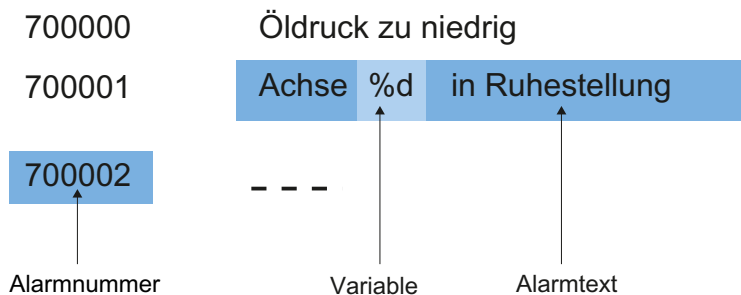 700000 Öldruck zu niedrig
700001 Achse %d in Ruhestellung
700002 _ _ _ _
Alarmnummer Variable Alarmtext